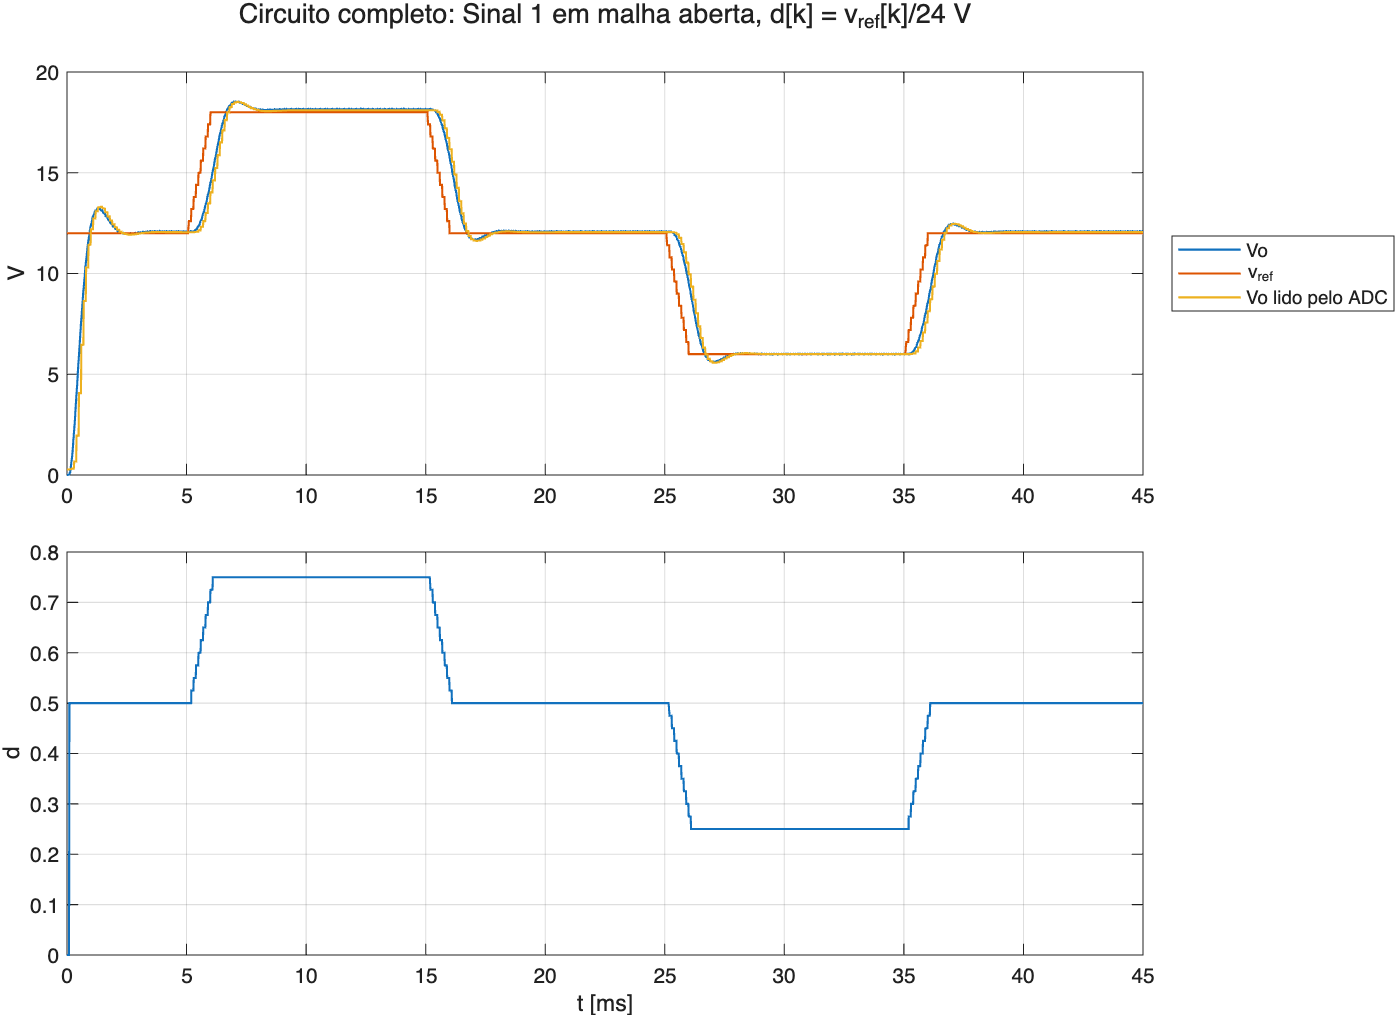 Circuito completo: Sinal 1 em malha aberta, d[k] = vref[k]/24 V
20
15
10
5
0
V
0 5 10 15 20 25 30 35 40 45
Vo
vref
Vo lido pelo ADC
0.8
0.7
0.6
0.5
0.4
0.3
0.2
0.1
0
d
0 5 10 15 20 25 30 35 40 45
t [ms]